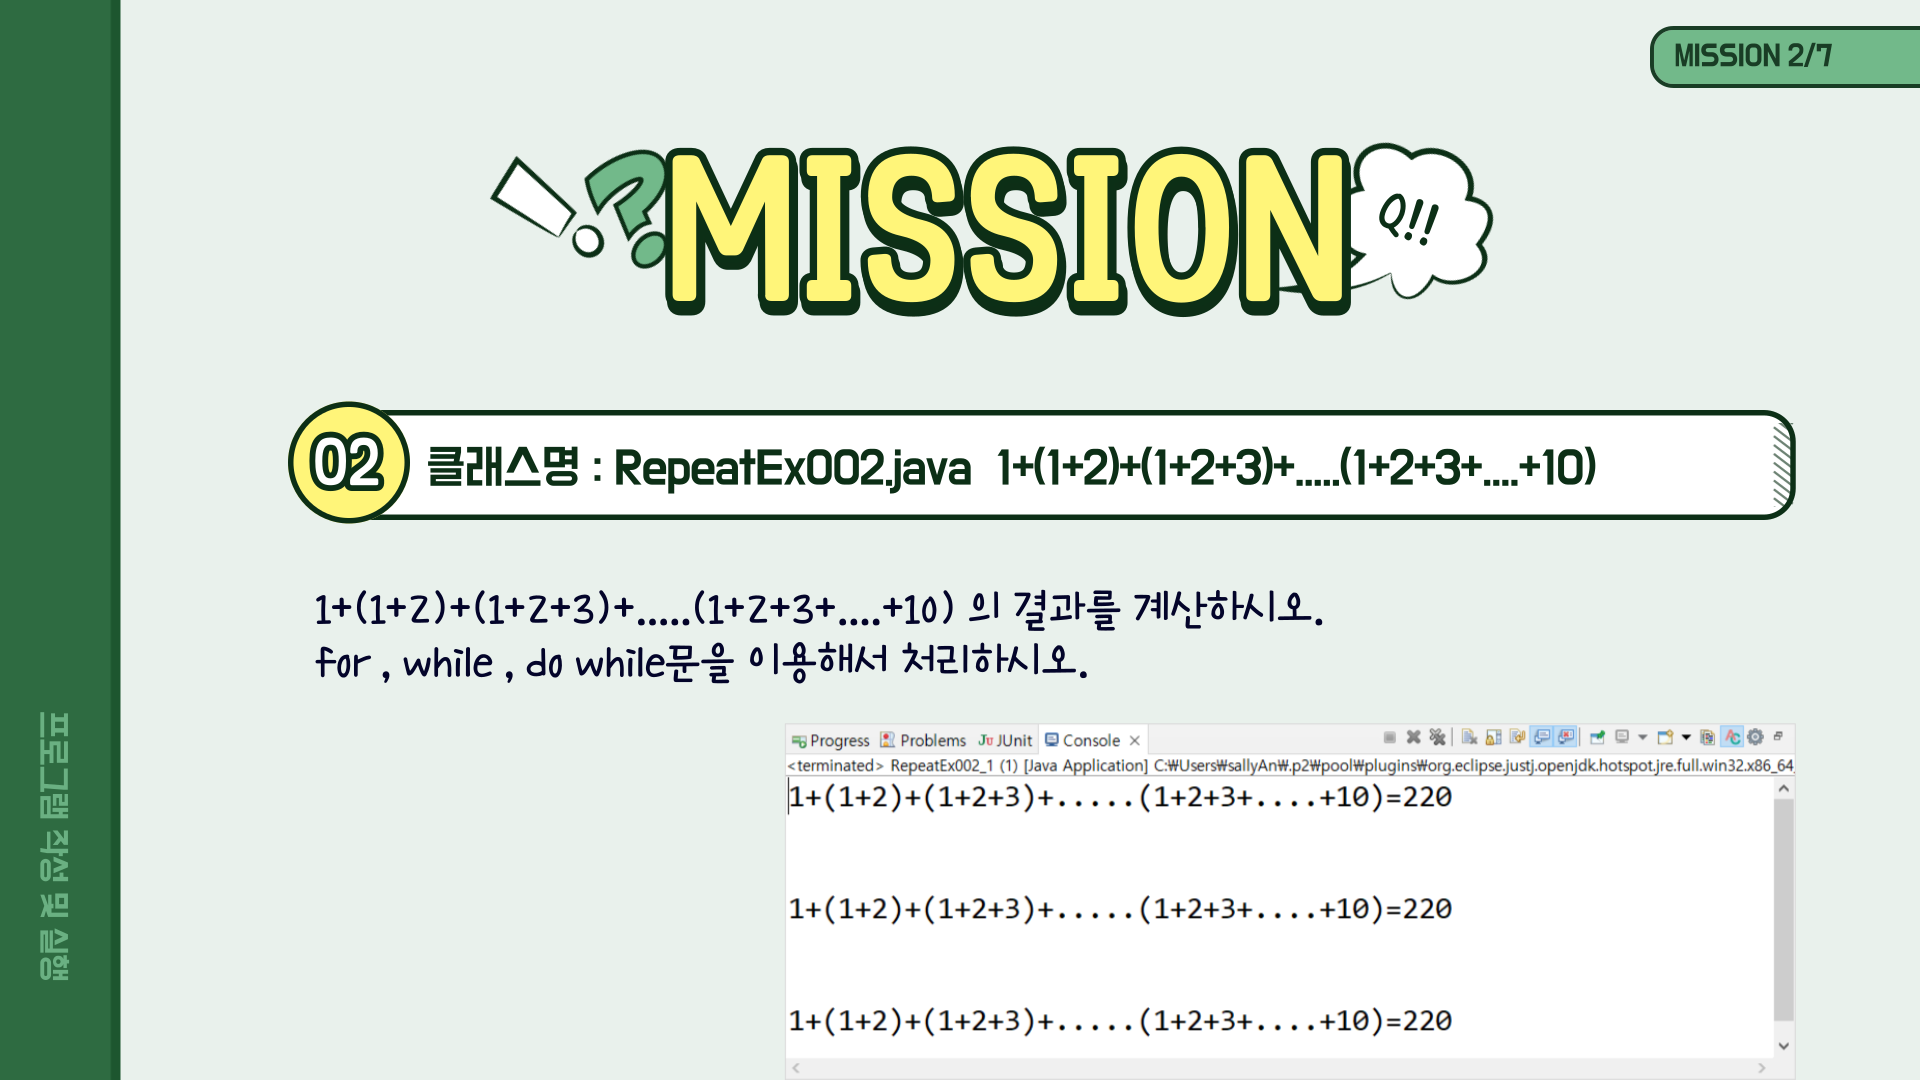 MISSION 2/7
MISSION
Q!!
02
클래스명 : RepeatEx002.java 1+(1+2)+(1+2+3)+.....(1+2+3+....+10)
1+(1+2)+(1+2+3)+.....(1+2+3+....+10) 의 결과를 계산하시오.
for , while , do while문을 이용해서 처리하시오.
프로그램 작성 및 실행
Progress Problems JUnit Console
<terminated> RepeatEx002_1 (1) [Java Application] C:₩Users₩sallyAn₩.p2₩pool₩plugins₩org.eclipse.justj.openjdk.hotspot.jre.full.win32.x86_64
1+(1+2)+(1+2+3)+.....(1+2+3+....+10)=220
1+(1+2)+(1+2+3)+.....(1+2+3+....+10)=220
1+(1+2)+(1+2+3)+.....(1+2+3+....+10)=220